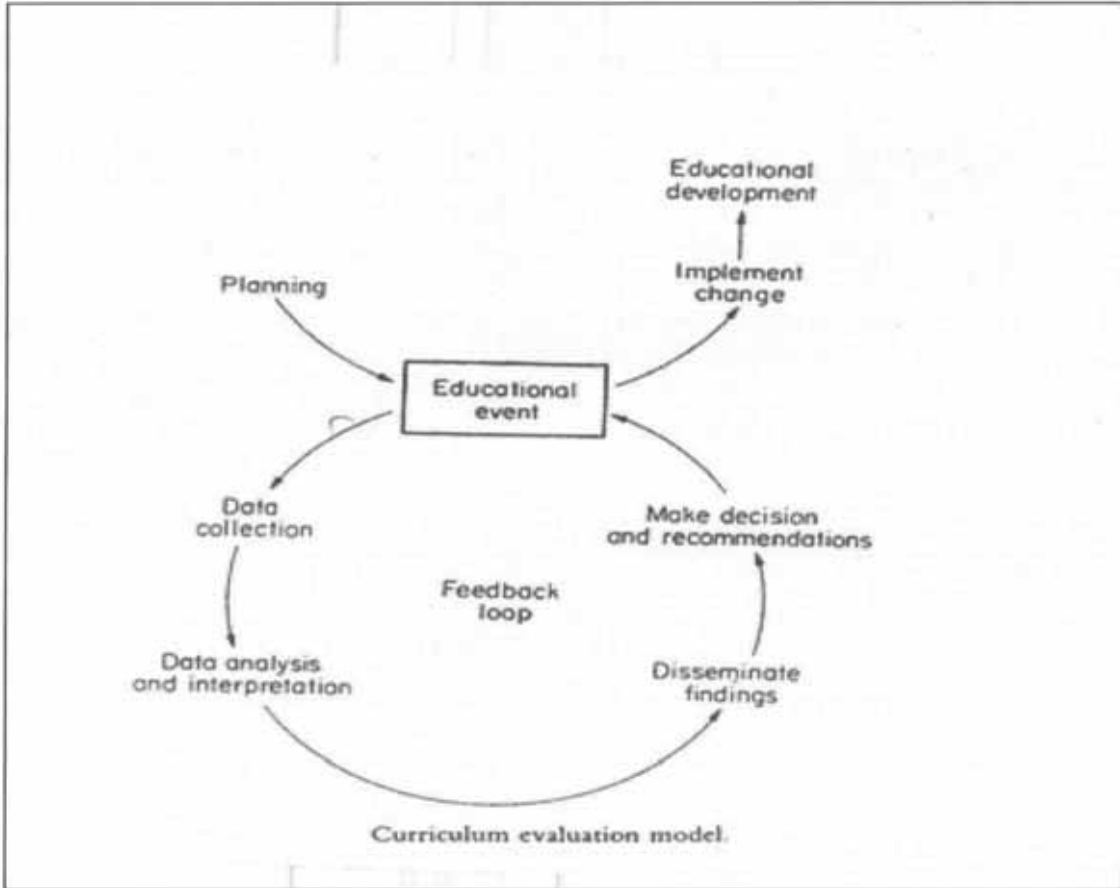 Educational
development
Implement
change
Planning
Educational
event
Data
collection
Make decision
and recommendations
Feedback
loop
Data analysis
and interpretation
Disseminate
findings
Curriculum evaluation model.